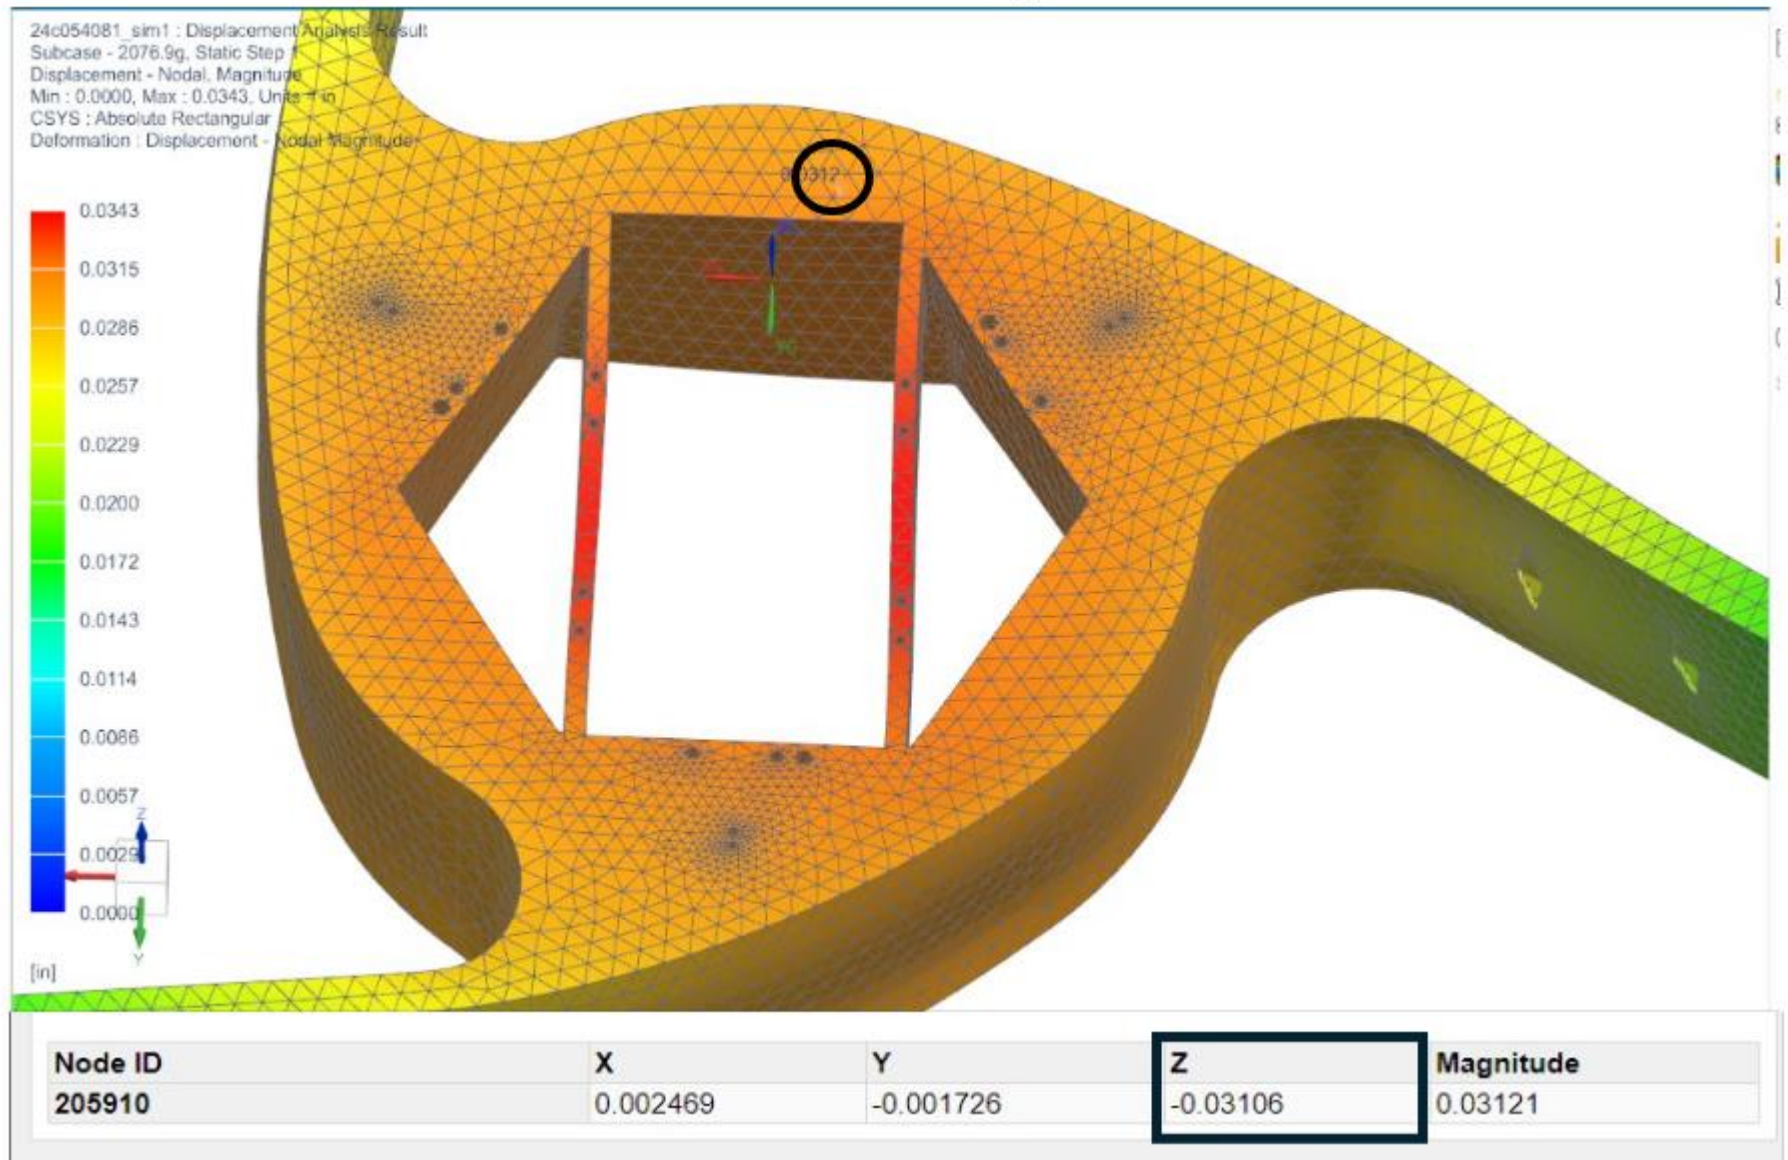 24c054081_sim1 : Displacement Analysis Result
Subcase - 2076.9g, Static Step 1
Displacement - Nodal, Magnitude
Min : 0.0000, Max : 0.0343, Units = in
CSYS : Absolute Rectangular
Deformation : Displacement - Nodal Magnitude
0.0312
0.0343
0.0315
0.0286
0.0257
0.0229
0.0200
0.0172
0.0143
0.0114
0.0086
0.0057
0.0029
0.0000
Z
Y
[in]
Node ID X Y Z Magnitude
205910 0.002469 -0.001726 -0.03106 0.03121